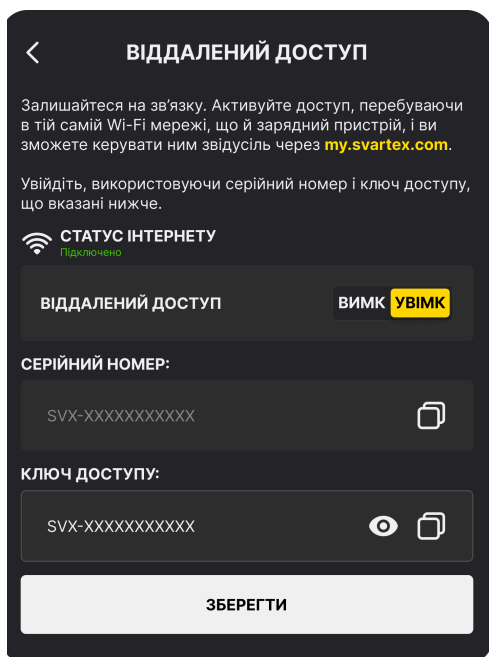 ВІДДАЛЕНИЙ ДОСТУП
Залишайтеся на зв’язку. Активуйте доступ, перебуваючи
в тій самій Wi-Fi мережі, що й зарядний пристрій, і ви
зможете керувати ним звідусіль через my.svartex.com.
Увійдіть, використовуючи серійний номер і ключ доступу,
що вказані нижче.
СТАТУС ІНТЕРНЕТУ
Підключено
ВІДДАЛЕНИЙ ДОСТУП ВИМК УВІМК
СЕРІЙНИЙ НОМЕР:
SVX-XXXXXXXXXXX
КЛЮЧ ДОСТУПУ:
SVX-XXXXXXXXXXX
ЗБЕРЕГТИ